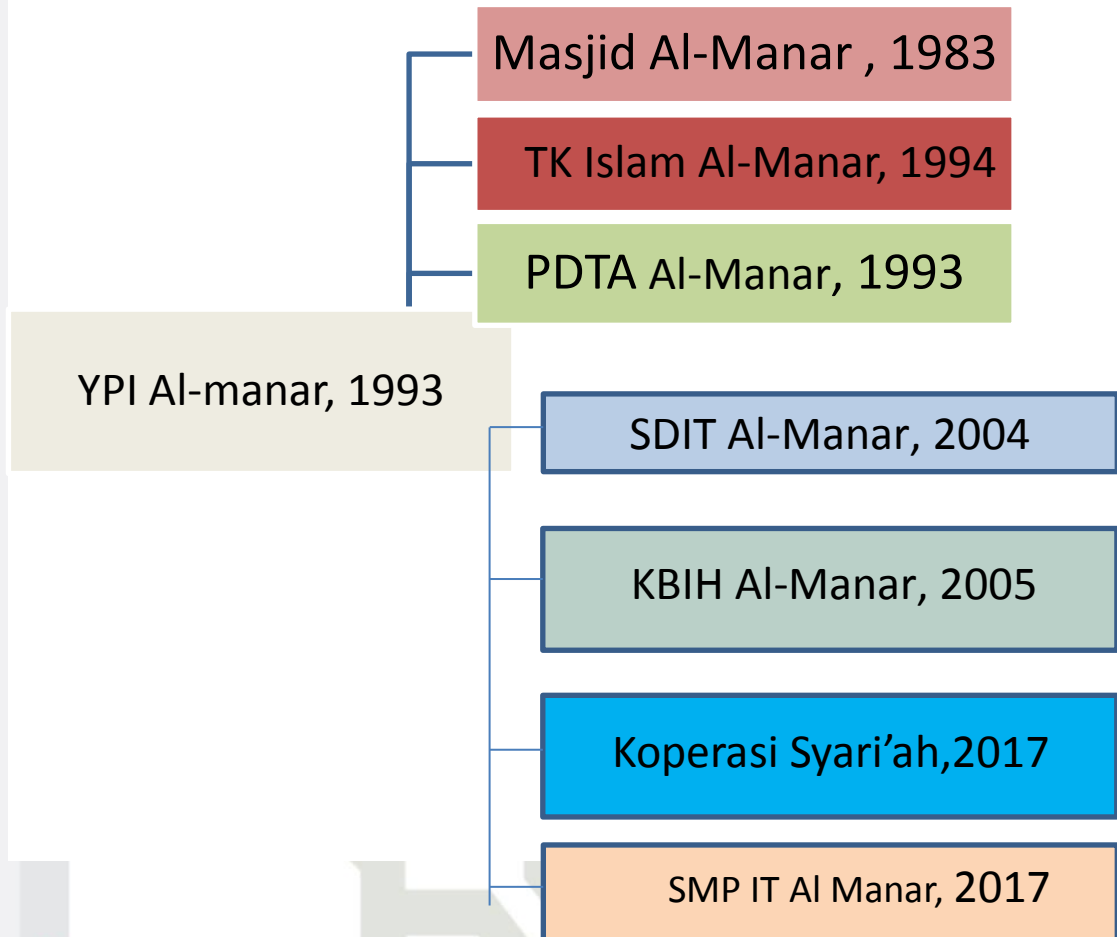 Masjid Al-Manar , 1983
TK Islam Al-Manar, 1994
PDTA Al-Manar, 1993
YPI Al-manar, 1993
SDIT Al-Manar, 2004
KBIH Al-Manar, 2005
Koperasi Syari’ah,2017
SMP IT Al Manar, 2017